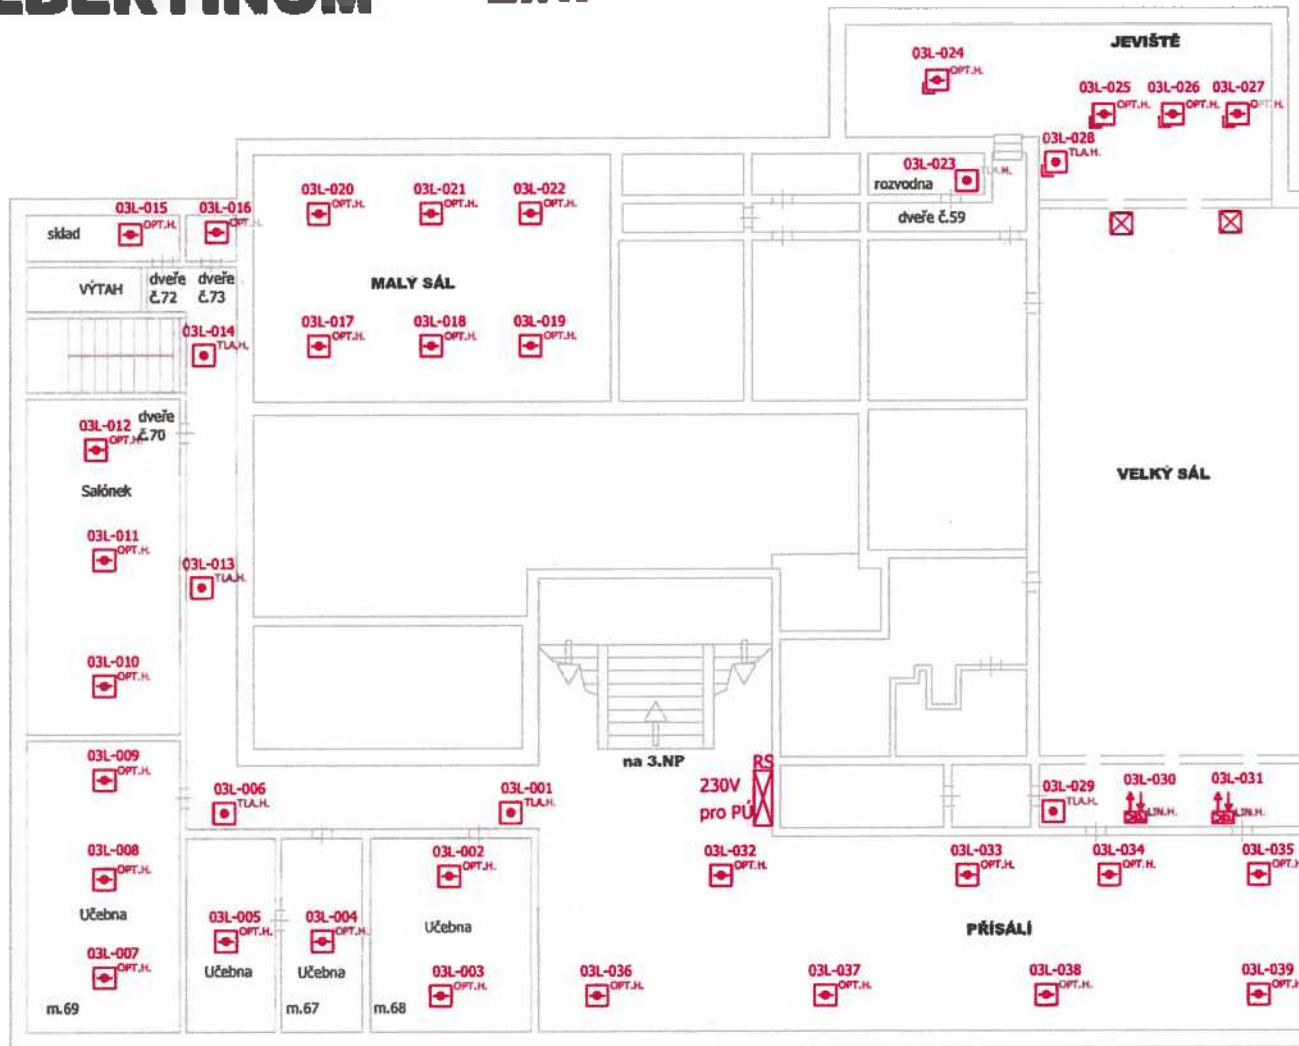 JEVIŠTĚ
03L-024
OPT.H.
03L-025 03L-026 03L-027
OPT.H. OPT.H. OPT.H.
03L-028
TLA.H.
03L-023
TLA.H.
rozvodna
dveře č.59
03L-020 03L-021 03L-022
OPT.H. OPT.H. OPT.H.
03L-015 03L-016
OPT.H. OPT.H.
sklad
VÝTAH
dveře č.72
dveře č.73
MALÝ SÁL
03L-017 03L-018 03L-019
OPT.H. OPT.H. OPT.H.
03L-014
TLA.H.
03L-012
OPT.H.
dveře č.70
Salónek
VELKÝ SÁL
03L-011
OPT.H.
03L-013
TLA.H.
03L-010
OPT.H.
03L-009
OPT.H.
na 3.NP
RS
230V
pro PÚ
03L-006
TLA.H.
03L-001
TLA.H.
03L-029
TLA.H.
03L-030
LIN.H.
03L-031
LIN.H.
03L-008
OPT.H.
03L-002
OPT.H.
03L-032 03L-033 03L-034 03L-035
OPT.H. OPT.H. OPT.H. OPT.H.
Učebna
03L-005 03L-004
OPT.H. OPT.H.
Učebna
PŘÍSÁLÍ
03L-007
OPT.H.
Učebna
Učebna
03L-003
OPT.H.
03L-036 03L-037 03L-038 03L-039
OPT.H. OPT.H. OPT.H. OPT.H.
m.69
m.67
m.68